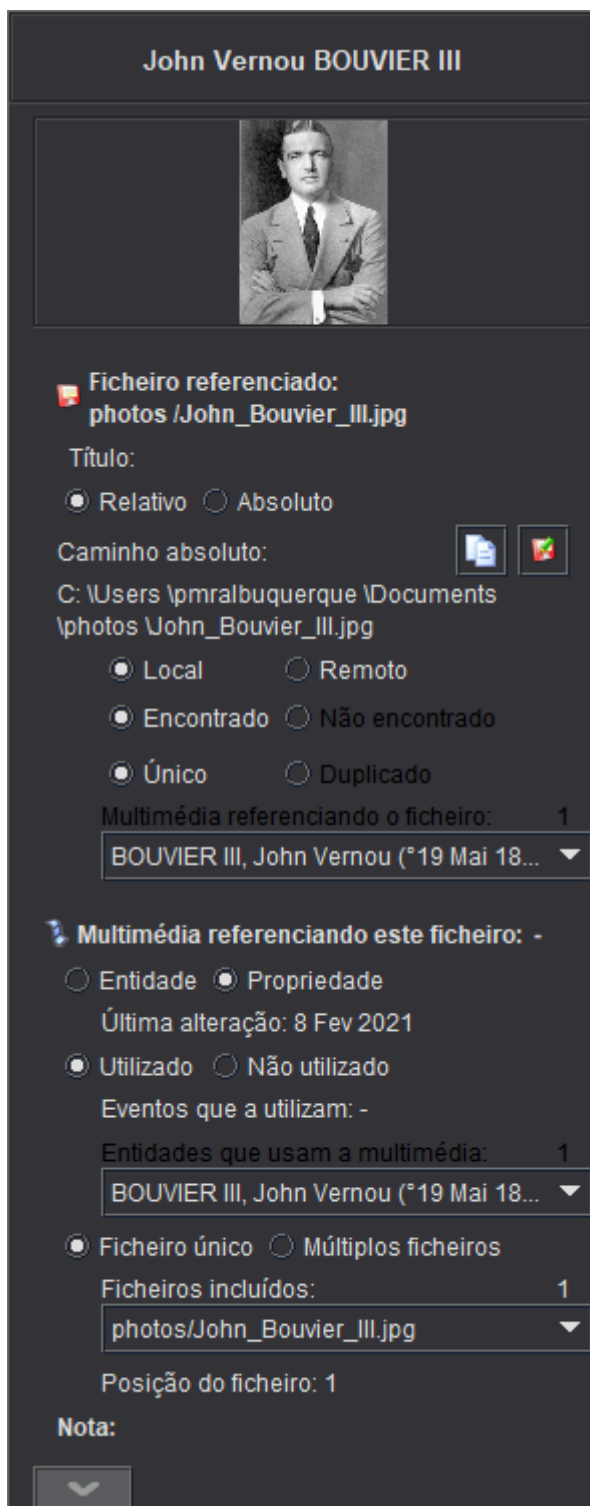 John Vernou BOUVIER III
Ficheiro referenciado:
photos /John_Bouvier_III.jpg
Título:
Relativo Absoluto
Caminho absoluto:
C: \Users \pmralbuquerque \Documents
\photos \John_Bouvier_III.jpg
Local Remoto
Encontrado Não encontrado
Único Duplicado
Multimédia referenciando o ficheiro: 1
BOUVIER III, John Vernou (°19 Mai 18...
Multimédia referenciando este ficheiro: -
Entidade Propriedade
Última alteração: 8 Fev 2021
Utilizado Não utilizado
Eventos que a utilizam: -
Entidades que usam a multimédia: 1
BOUVIER III, John Vernou (°19 Mai 18...
Ficheiro único Múltiplos ficheiros
Ficheiros incluídos: 1
photos/John_Bouvier_III.jpg
Posição do ficheiro: 1
Nota: